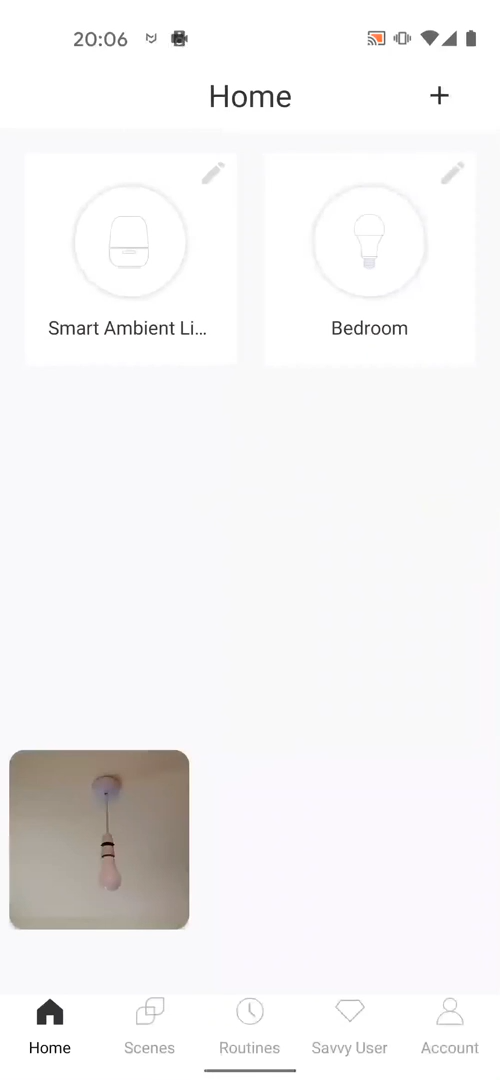 20:06
Home
+
Smart Ambient Li...
Bedroom
Home
Scenes
Routines
Savvy User
Account